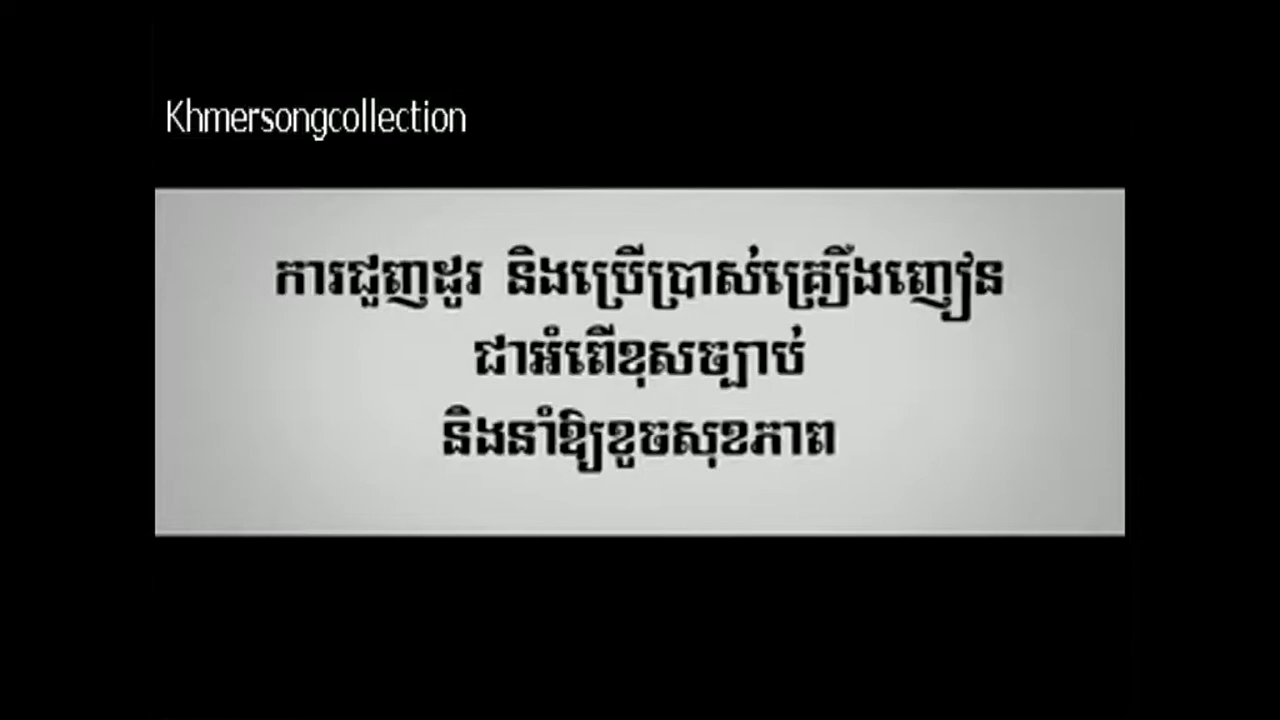 Khmersongcollection
ការជួញដូរ និងប្រើប្រាស់គ្រឿងញៀន
ជាអំពើខុសច្បាប់
និងនាំឱ្យខូចសុខភាព